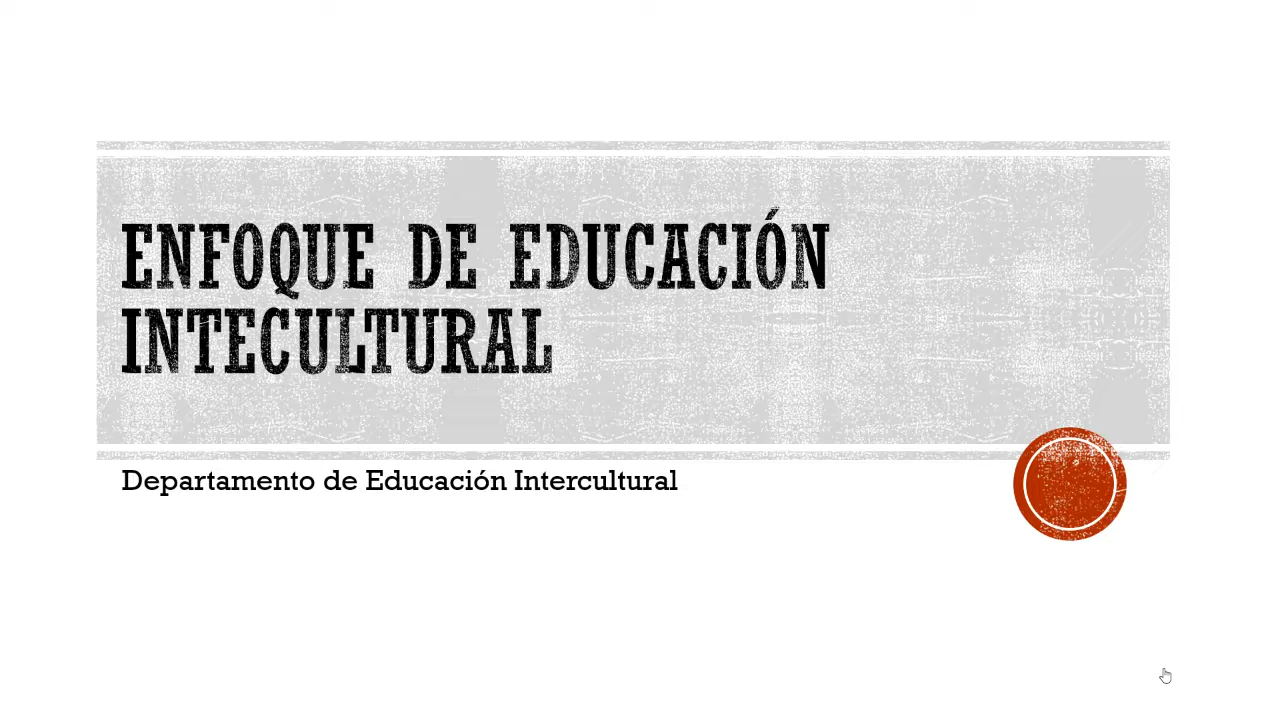 ENFOQUE DE EDUCACIÓN
INTECULTURAL
Departamento de Educación Intercultural